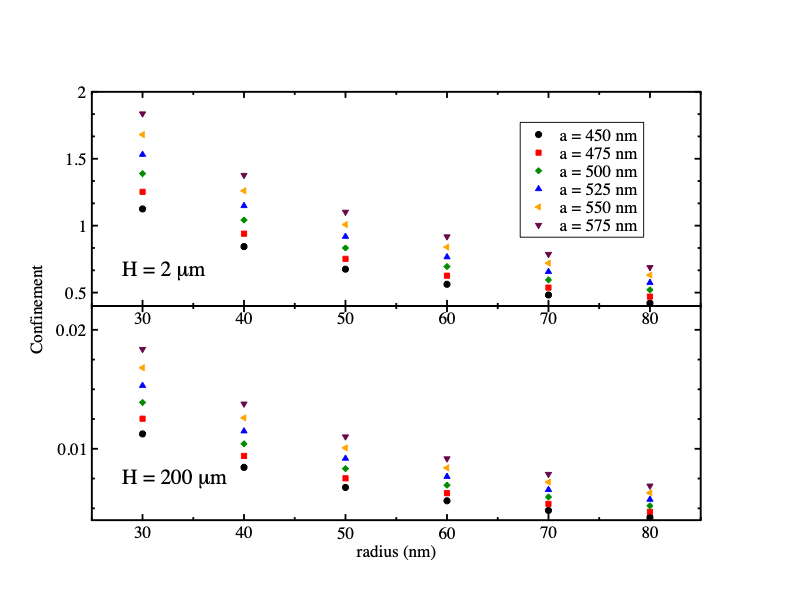 2
1.5
1
0.5
H = 2 μm
a = 450 nm
a = 475 nm
a = 500 nm
a = 525 nm
a = 550 nm
a = 575 nm
30 40 50 60 70 80
Confinement
0.02
0.01
H = 200 μm
30 40 50 60 70 80
radius (nm)